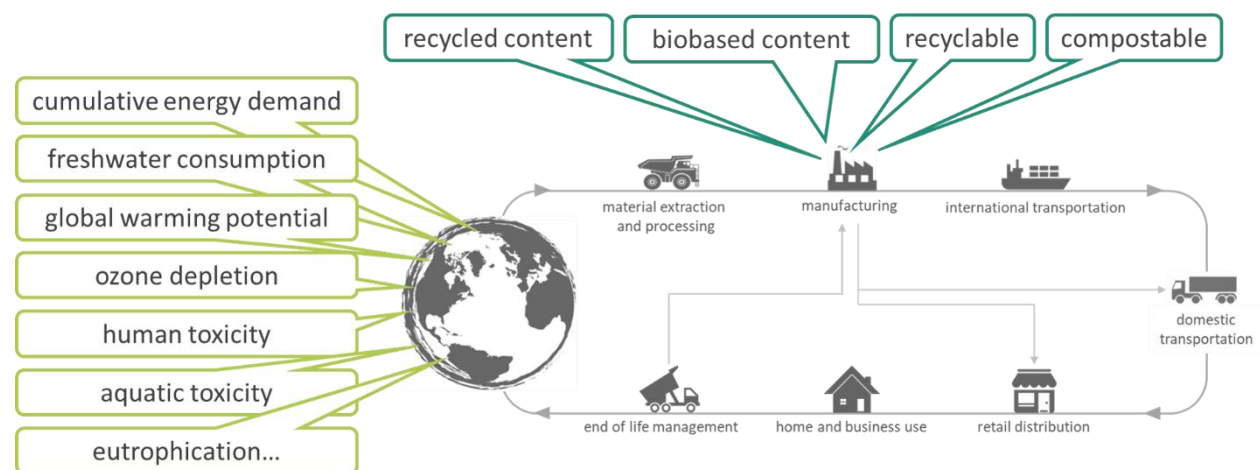 recycled content
biobased content
recyclable
compostable
cumulative energy demand
freshwater consumption
global warming potential
ozone depletion
human toxicity
aquatic toxicity
eutrophication...
material extraction
and processing
manufacturing
international transportation
domestic
transportation
end of life management
home and business use
retail distribution